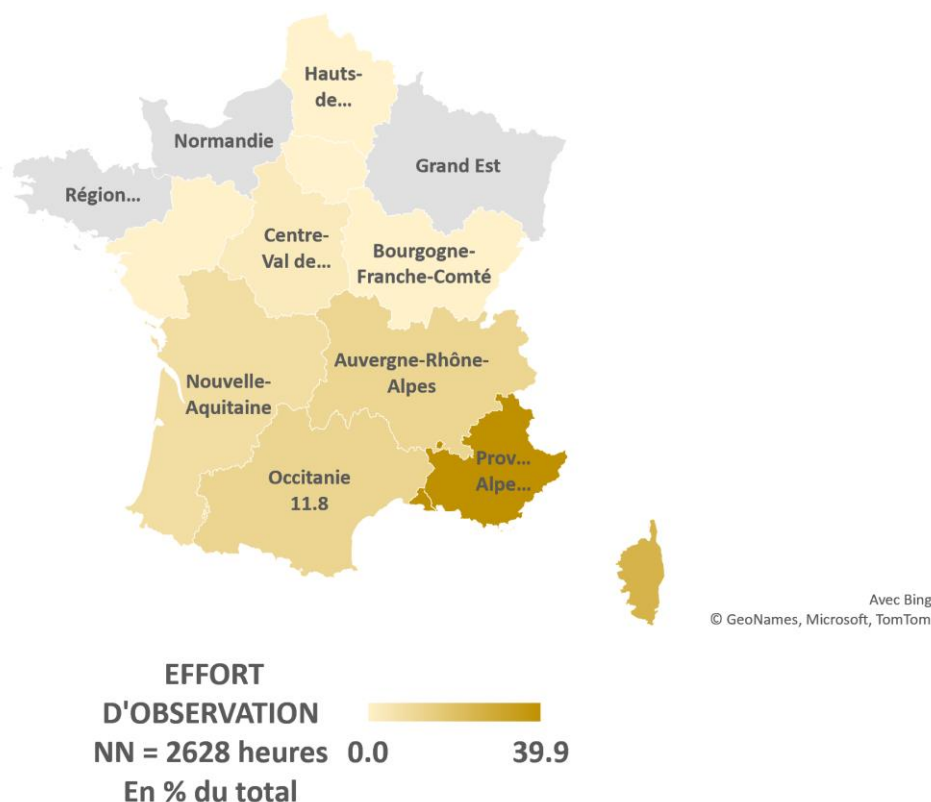 Hauts-
de...
Normandie
Grand Est
Région...
Centre-
Val de...
Bourgogne-
Franche-Comté
Auvergne-Rhône-
Alpes
Nouvelle-
Aquitaine
Prov...
Alpe...
Occitanie
11.8
Avec Bing
© GeoNames, Microsoft, TomTom
EFFORT
D'OBSERVATION
NN = 2628 heures 0.0 39.9
En % du total